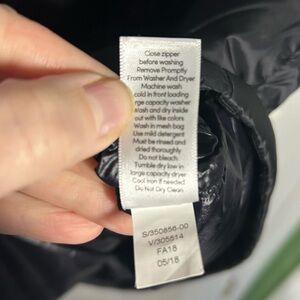 Close zipper
before washing
Remove Promptly
From Washer And Dryer
Machine wash
cold in front loading
rge capacity washer
Wash and dry inside
out with like colors
Wash in mesh bag
Use mild detergent
Must be rinsed and
dried thoroughly
Do not bleach.
Tumble dry low in
large capacity dryer
Cool iron if needed
Do Not Dry Clean
S/350856-00
V/305514
FA18
05/18